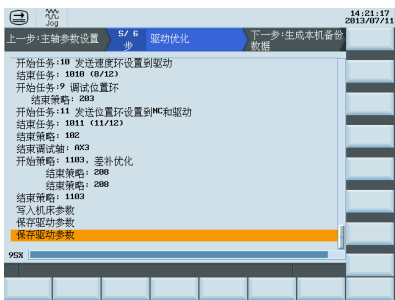 Jog
14:21:17
2013/07/11
上一步:主轴参数设置
5/ 6
步
驱动优化
下一步:生成本机备份
数据
开始任务:10 发送速度环设置到驱动
结束任务: 1010 (8/12)
开始任务:9 调试位置环
结束策略: 203
开始任务:11 发送位置环设置到NC和驱动
结束任务: 1011 (11/12)
结束策略: 102
结束调试轴: AX3
开始策略: 1103, 差补优化
结束策略: 208
结束策略: 208
结束策略: 1103
写入机床参数
保存驱动参数
保存驱动参数
95%